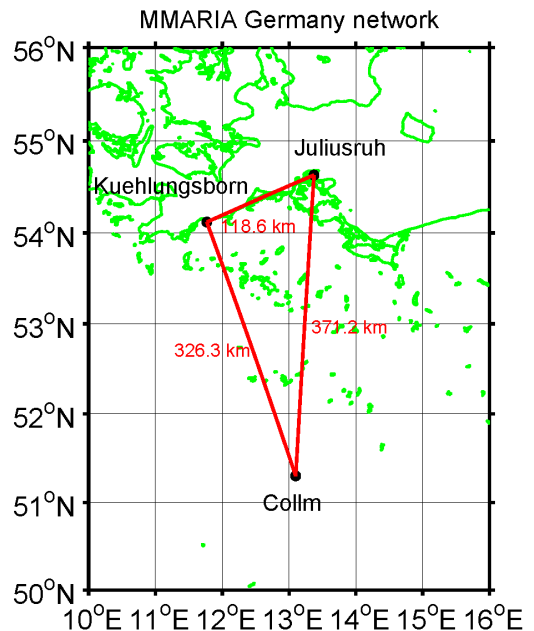 MMARIA Germany network
56°N
55°N
Juliusruh
Kuehlungsborn
54°N
118.6 km
53°N
371.2 km
326.3 km
52°N
51°N
Collm
50°N
10°E 11°E 12°E 13°E 14°E 15°E 16°E